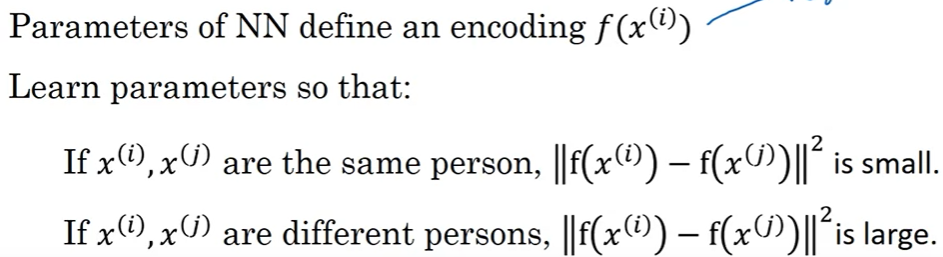 Parameters of NN define an encoding f(x⁽ⁱ⁾)
Learn parameters so that:
If x⁽ⁱ⁾, x⁽ʲ⁾ are the same person, ‖f(x⁽ⁱ⁾) − f(x⁽ʲ⁾)‖² is small.
If x⁽ⁱ⁾, x⁽ʲ⁾ are different persons, ‖f(x⁽ⁱ⁾) − f(x⁽ʲ⁾)‖² is large.